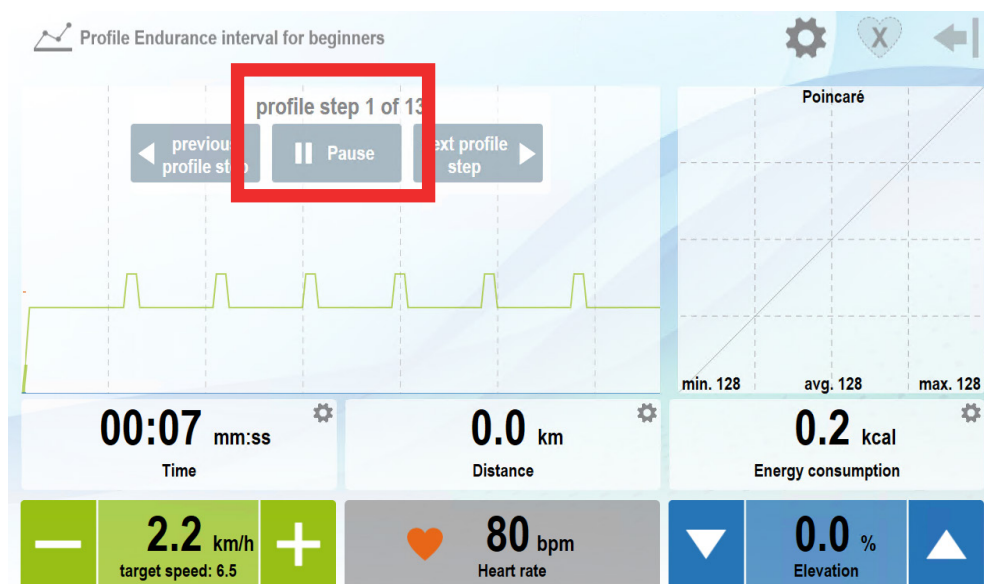 Profile Endurance interval for beginners
X
profile step 1 of 13
previous
profile step
Pause
next profile
step
Poincaré
min. 128
avg. 128
max. 128
00:07 mm:ss
Time
0.0 km
Distance
0.2 kcal
Energy consumption
2.2 km/h
target speed: 6.5
80 bpm
Heart rate
0.0 %
Elevation